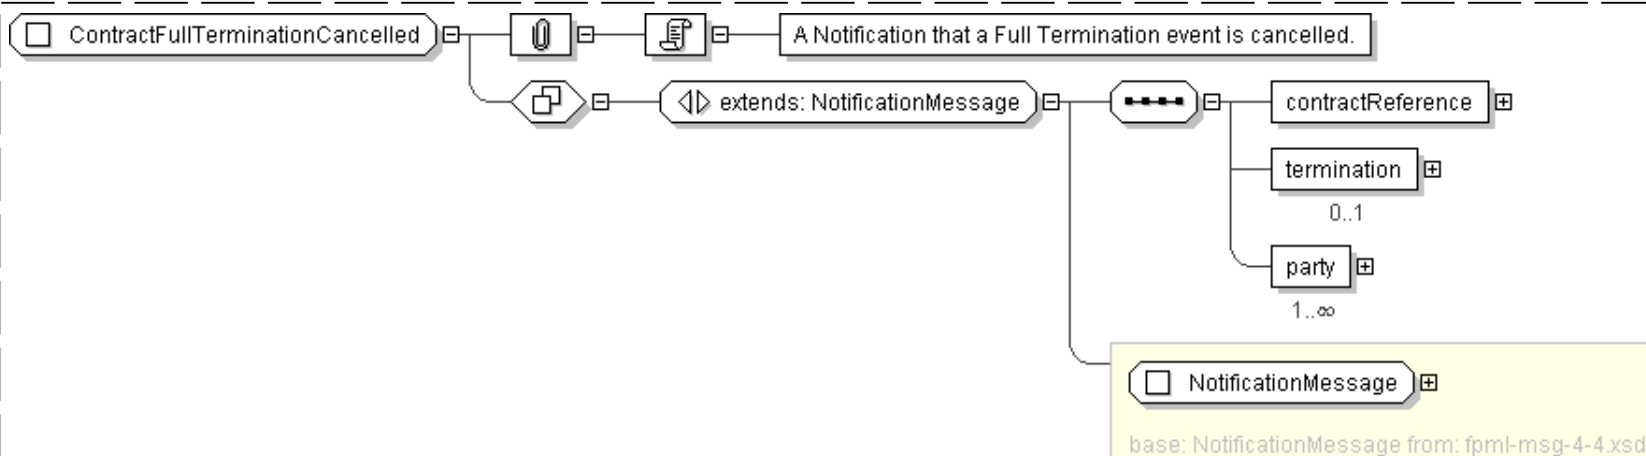 ContractFullTerminationCancelled
A Notification that a Full Termination event is cancelled.
extends: NotificationMessage
contractReference
termination
0..1
party
1..∞
NotificationMessage
base: NotificationMessage from: fpml-msg-4-4.xsd